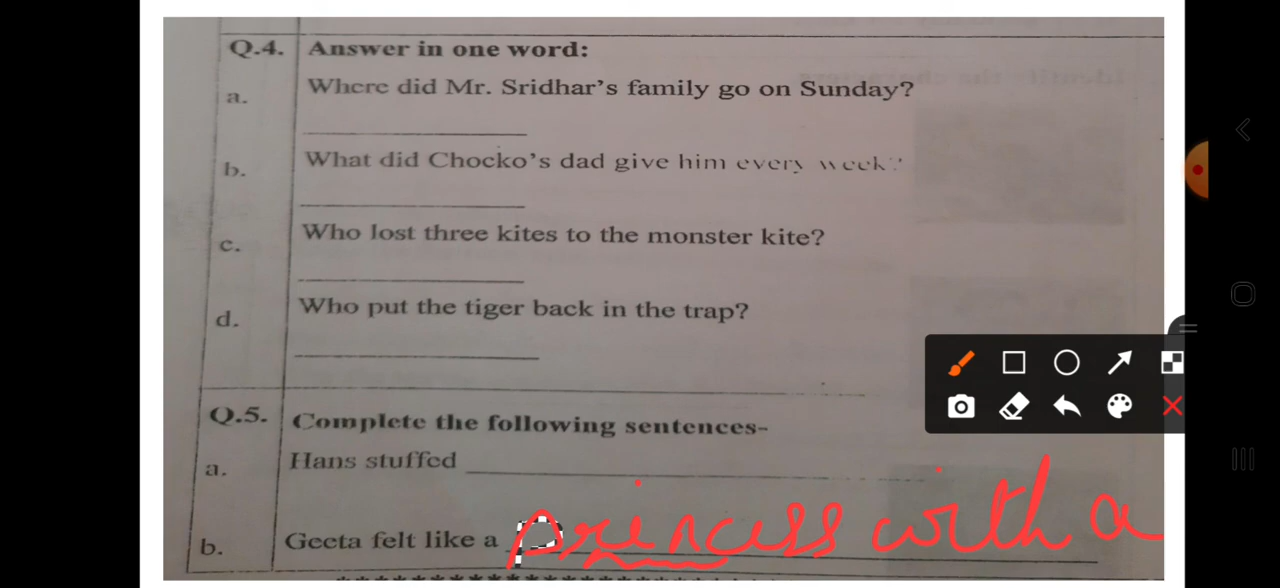 Q.4. Answer in one word:
a. Where did Mr. Sridhar's family go on Sunday?
b. What did Chocko's dad give him every week?
c. Who lost three kites to the monster kite?
d. Who put the tiger back in the trap?
Q.5. Complete the following sentences-
a. Hans stuffed
b. Geeta felt like a princess with a